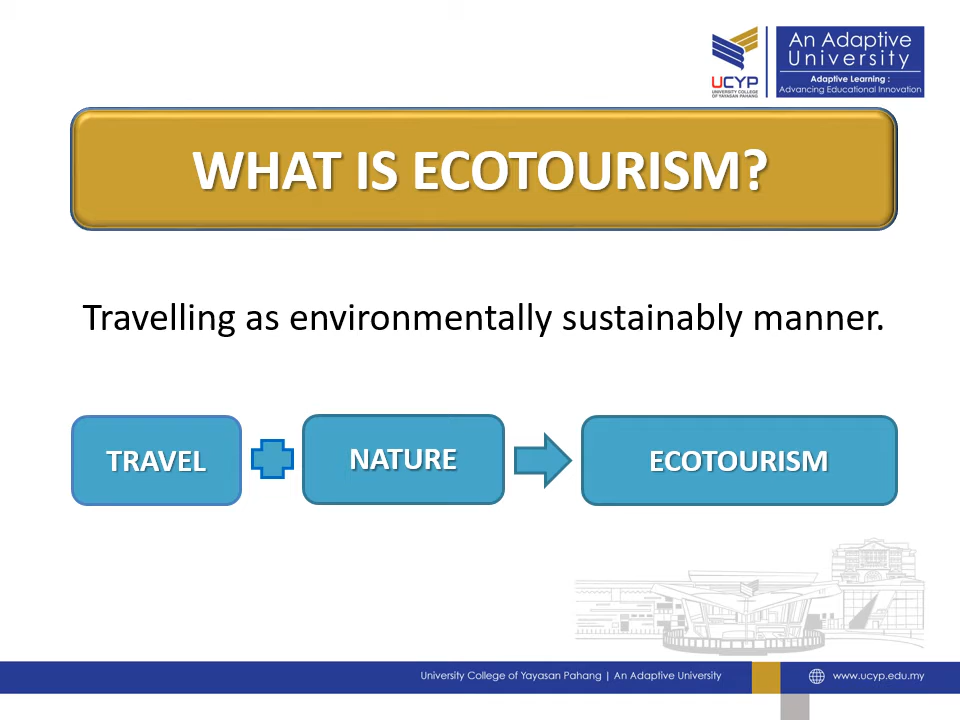 UCYP
UNIVERSITY COLLEGE
OF YAYASAN PAHANG
An Adaptive
University
Adaptive Learning :
Advancing Educational Innovation
WHAT IS ECOTOURISM?
Travelling as environmentally sustainably manner.
TRAVEL
NATURE
ECOTOURISM
University College of Yayasan Pahang | An Adaptive University
www.ucyp.edu.my